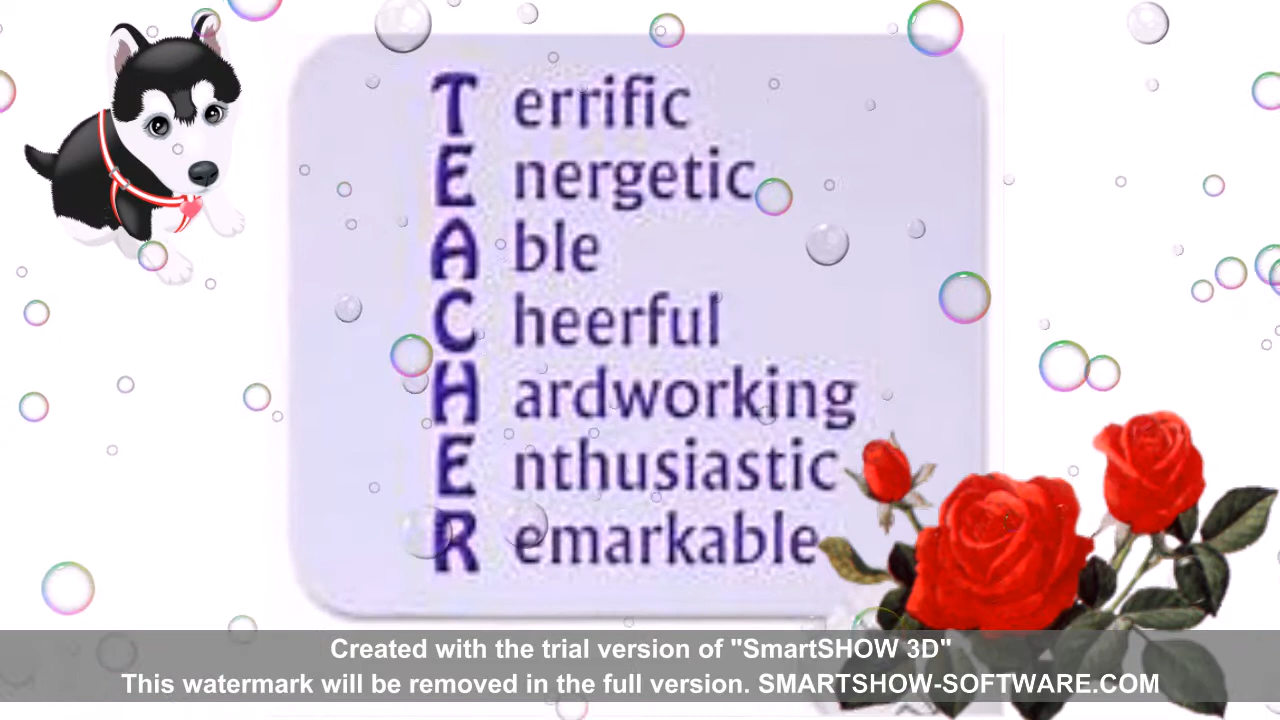 Terrific
Energetic
Able
Cheerful
Hardworking
Enthusiastic
Remarkable
Created with the trial version of "SmartSHOW 3D"
This watermark will be removed in the full version. SMARTSHOW-SOFTWARE.COM